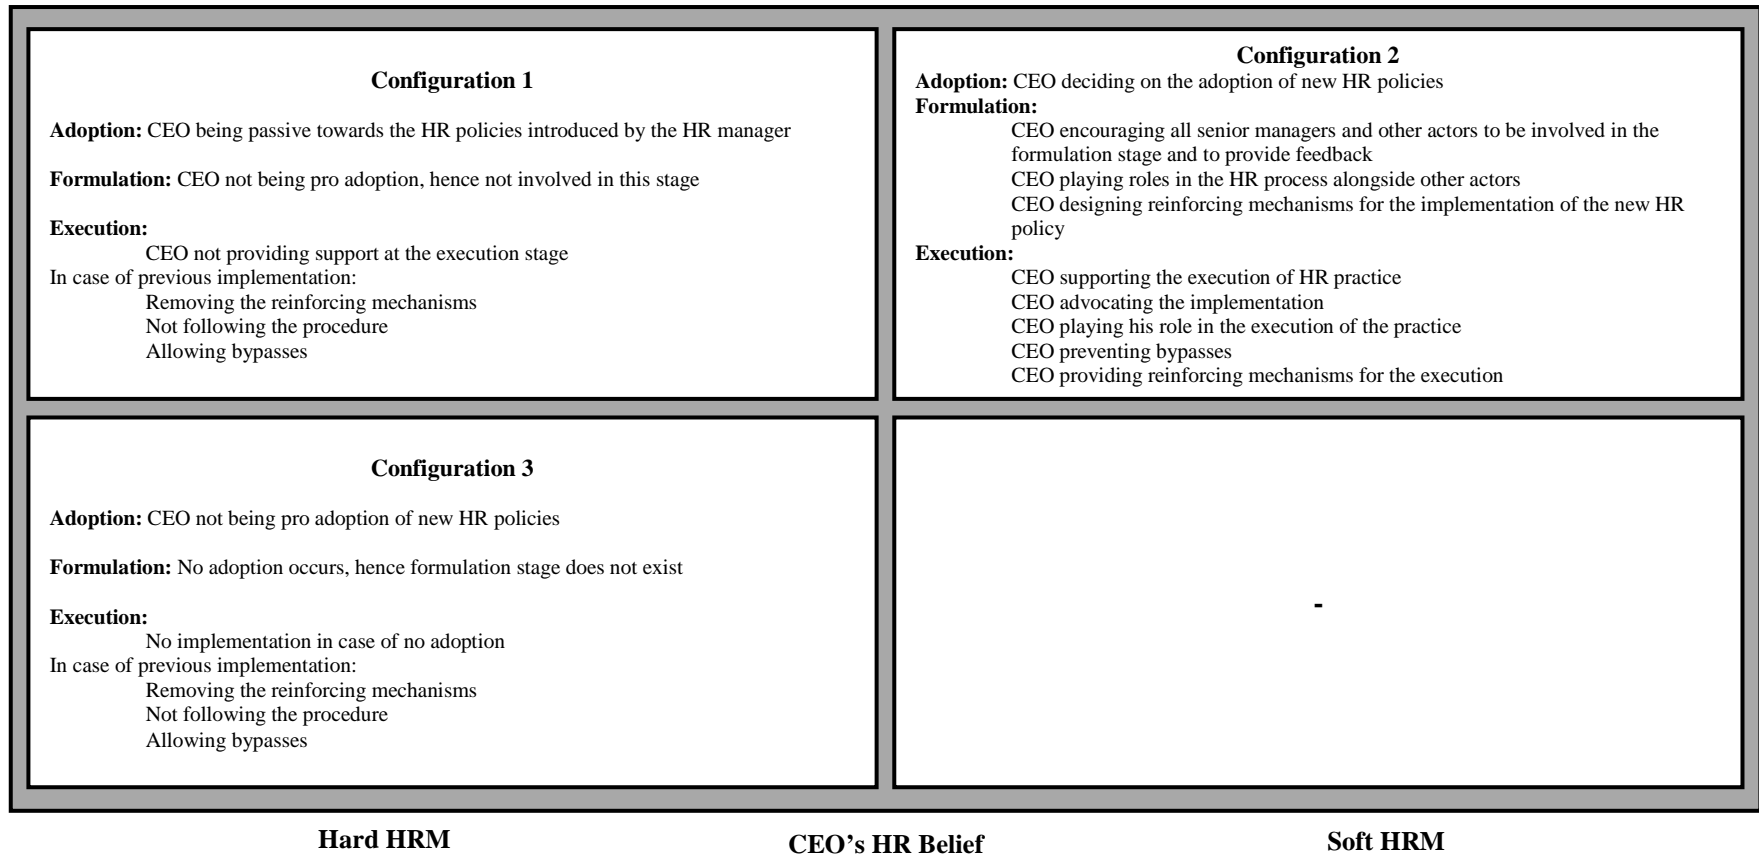 Configuration 1
Adoption: CEO being passive towards the HR policies introduced by the HR manager
Formulation: CEO not being pro adoption, hence not involved in this stage
Execution:
CEO not providing support at the execution stage
In case of previous implementation:
Removing the reinforcing mechanisms
Not following the procedure
Allowing bypasses
Configuration 2
Adoption: CEO deciding on the adoption of new HR policies
Formulation:
CEO encouraging all senior managers and other actors to be involved in the
formulation stage and to provide feedback
CEO playing roles in the HR process alongside other actors
CEO designing reinforcing mechanisms for the implementation of the new HR
policy
Execution:
CEO supporting the execution of HR practice
CEO advocating the implementation
CEO playing his role in the execution of the practice
CEO preventing bypasses
CEO providing reinforcing mechanisms for the execution
Configuration 3
Adoption: CEO not being pro adoption of new HR policies
Formulation: No adoption occurs, hence formulation stage does not exist
Execution:
No implementation in case of no adoption
In case of previous implementation:
Removing the reinforcing mechanisms
Not following the procedure
Allowing bypasses
-
Hard HRM
CEO’s HR Belief
Soft HRM